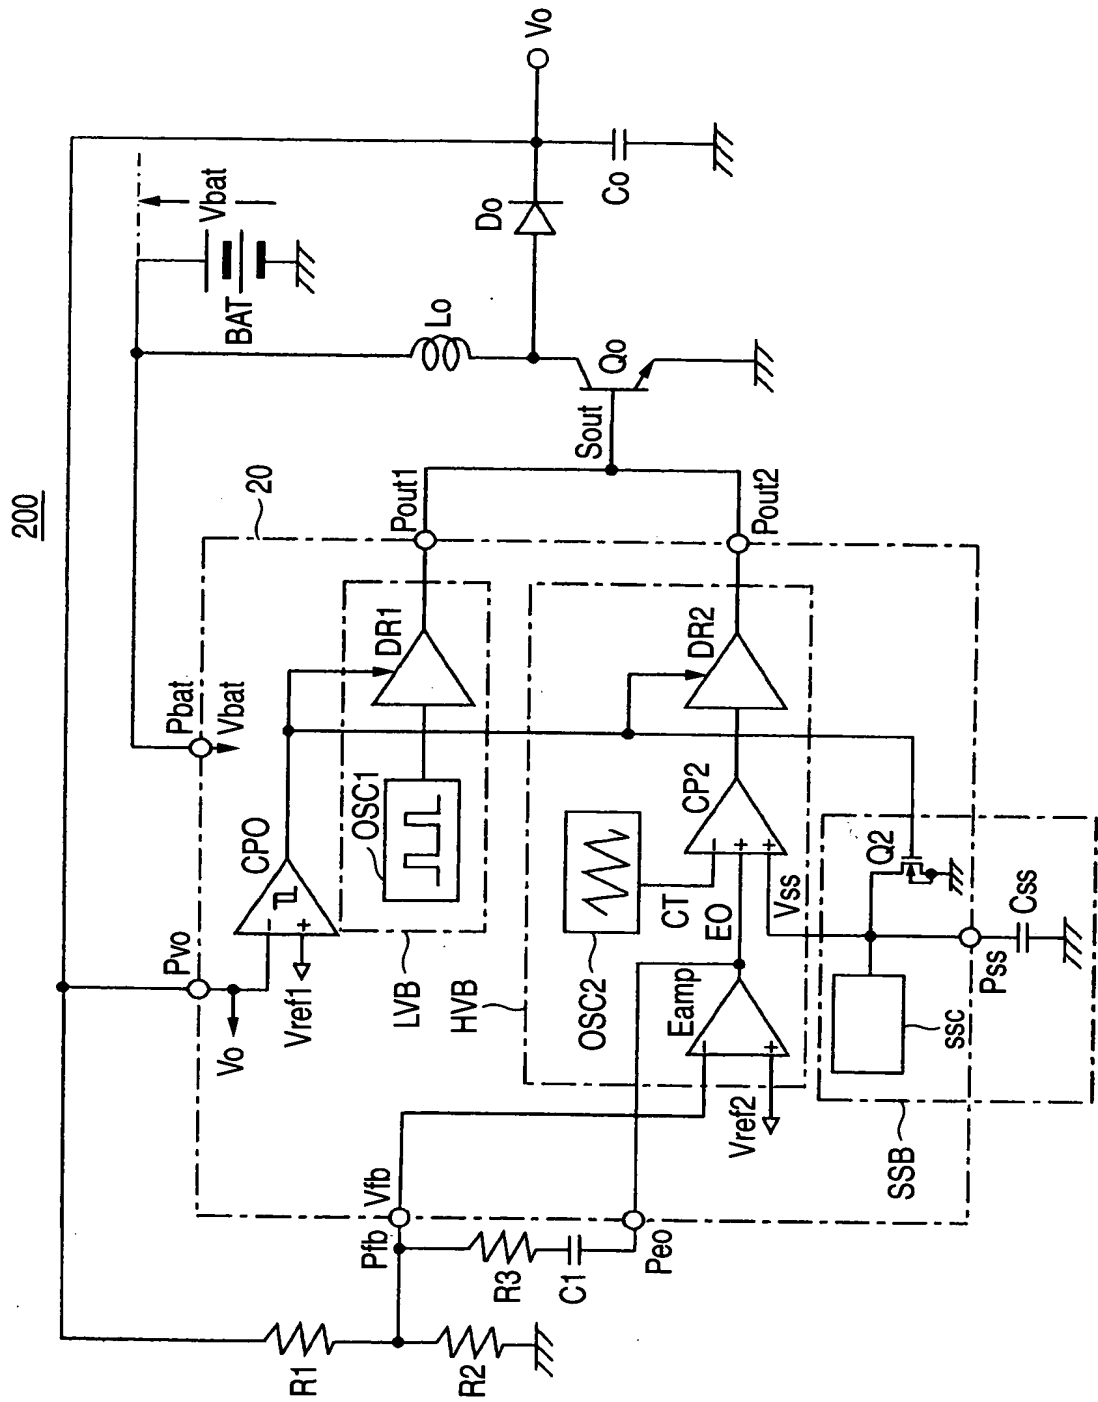 200
Vo
Vbat
BAT
Do
Co
Lo
Qo
Sout
20
Pout1
Pout2
Pbat
Vbat
DR1
DR2
OSC1
CPO
CP2
Q2
Pvo
Vo
Vref1
LVB
HVB
OSC2
CT
EO
Vss
Css
Pss
Eamp
ssc
Vref2
SSB
Vfb
Pfb
Peo
R3
C1
R1
R2